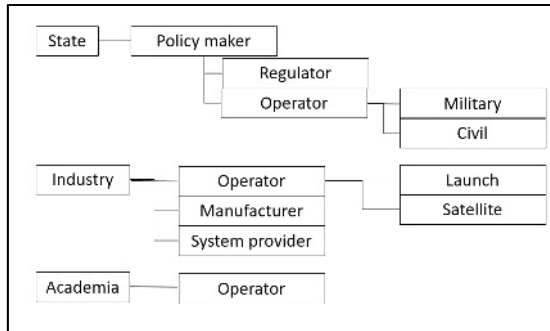 State
Policy maker
Regulator
Operator
Military
Civil
Industry
Operator
Launch
Manufacturer
Satellite
System provider
Academia
Operator